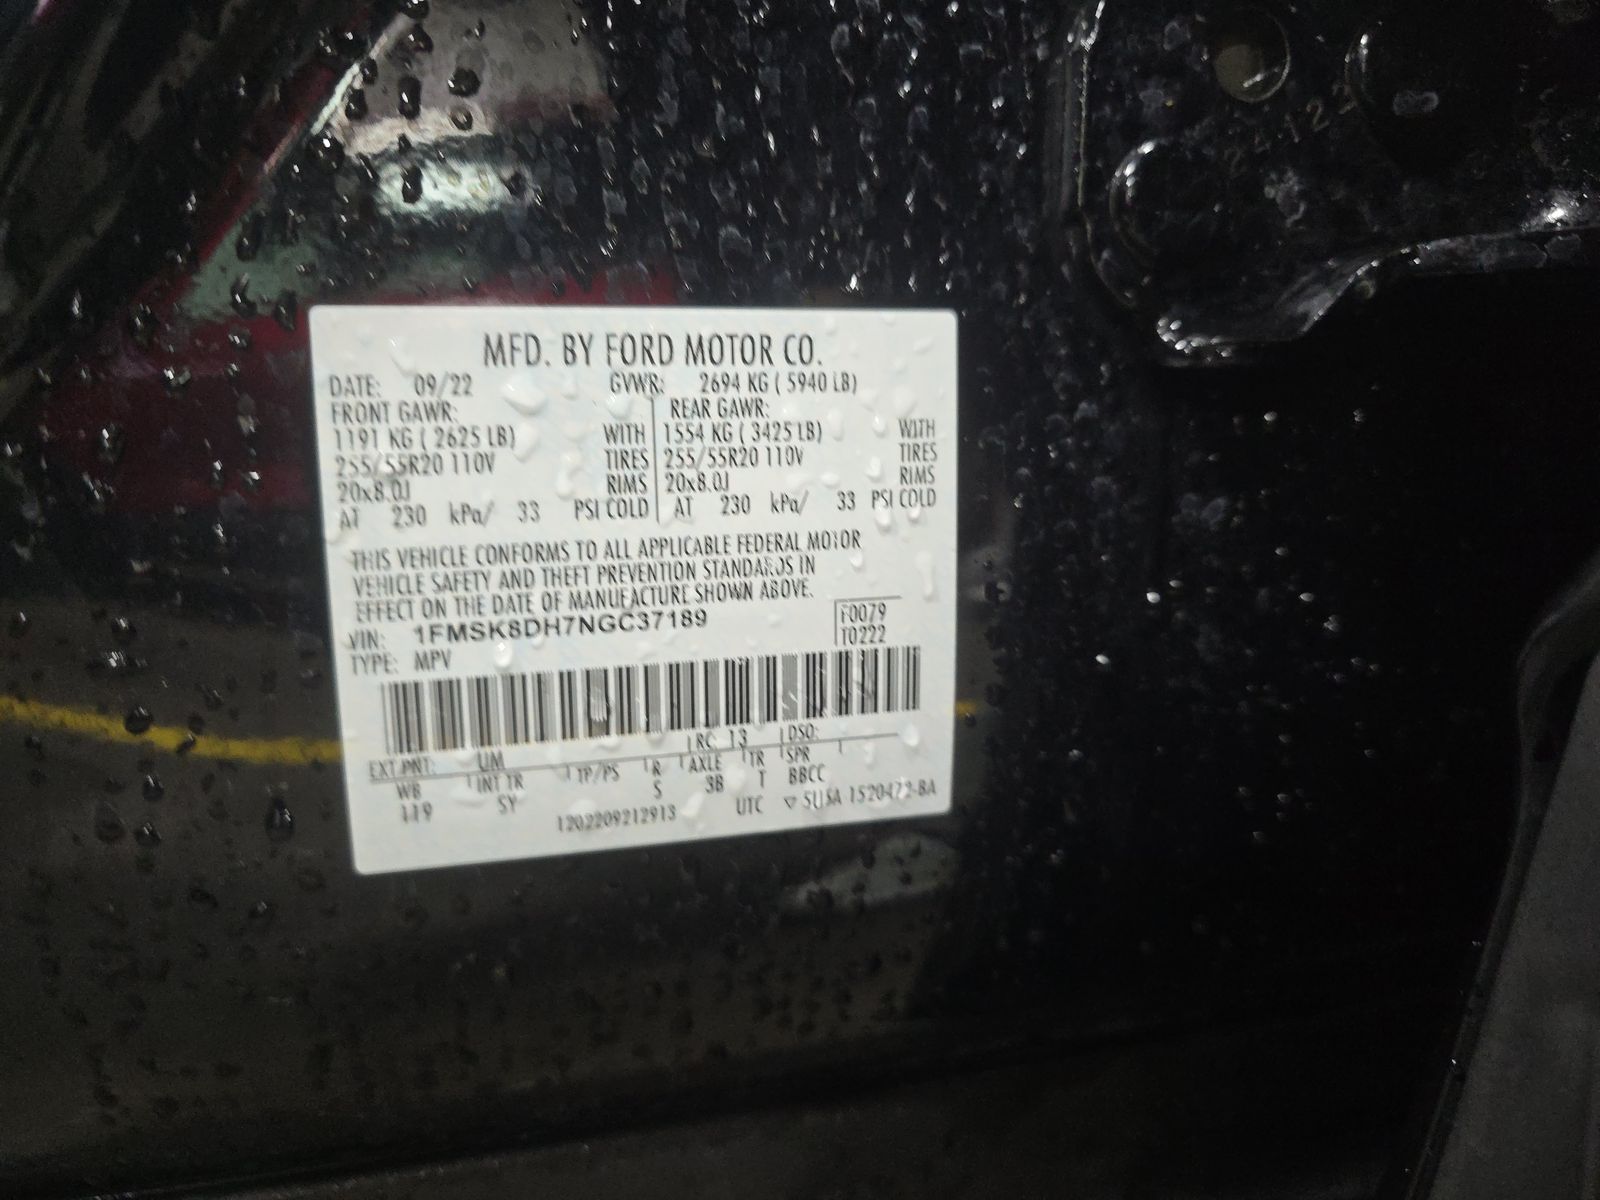 MFD. BY FORD MOTOR CO.
DATE: 09/22 GVWR: 2694 KG ( 5940 LB)
FRONT GAWR: REAR GAWR:
1191 KG ( 2625 LB) WITH 1554 KG ( 3425 LB) WITH
255/55R20 110V TIRES 255/55R20 110V TIRES
20x8.0J RIMS 20x8.0J RIMS
AT 230 kPa/ 33 PSI COLD AT 230 kPa/ 33 PSI COLD
THIS VEHICLE CONFORMS TO ALL APPLICABLE FEDERAL MOTOR
VEHICLE SAFETY AND THEFT PREVENTION STANDARDS IN
EFFECT ON THE DATE OF MANUFACTURE SHOWN ABOVE.
VIN: 1FMSK8DH7NGC37189 F0079
TYPE: MPV T0222
EXT PNT: UM RC: 13 DSO:
WB INT TR TP/PS R AXLE TR SPR
119 SY S 3B T BBCC
1202209212913 UTC ▽ 5U5A 1520472-BA